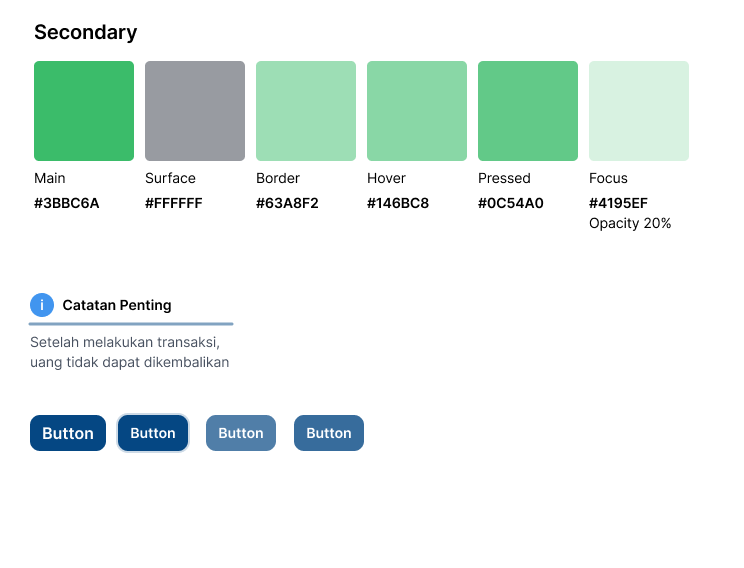 Secondary
Main
#3BBC6A
Surface
#FFFFFF
Border
#63A8F2
Hover
#146BC8
Pressed
#0C54A0
Focus
#4195EF
Opacity 20%
i
Catatan Penting
Setelah melakukan transaksi,
uang tidak dapat dikembalikan
Button
Button
Button
Button